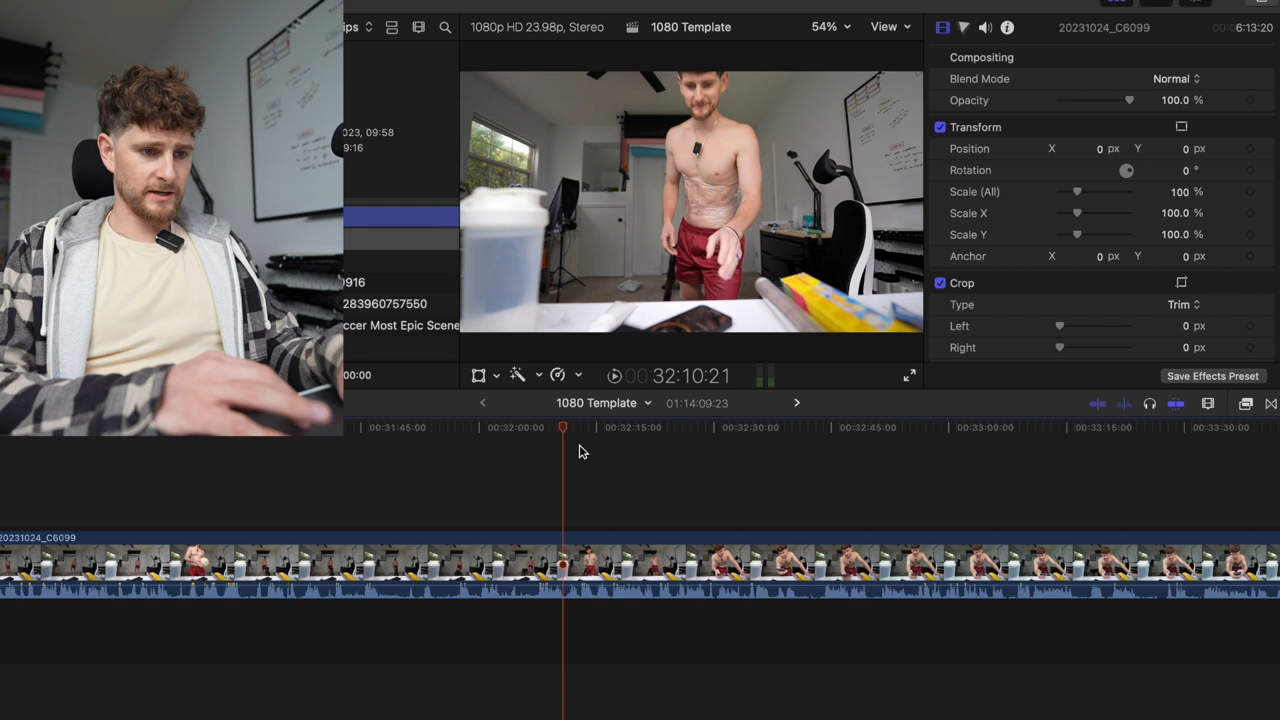 ips
1080p HD 23.98p, Stereo
1080 Template
54%
View
20231024_C6099
00:06:13:20
023, 09:58
9:16
0916
283960757550
ccer Most Epic Scene
00:00
Compositing
Blend Mode
Normal
Opacity
100.0 %
Transform
Position
X
0 px
Y
0 px
Rotation
0 °
Scale (All)
100 %
Scale X
100.0 %
Scale Y
100.0 %
Anchor
X
0 px
Y
0 px
Crop
Type
Trim
Left
0 px
Right
0 px
Save Effects Preset
00:32:10:21
1080 Template
01:14:09:23
00:31:45:00
00:32:00:00
00:32:15:00
00:32:30:00
00:32:45:00
00:33:00:00
00:33:15:00
00:33:30:00
20231024_C6099